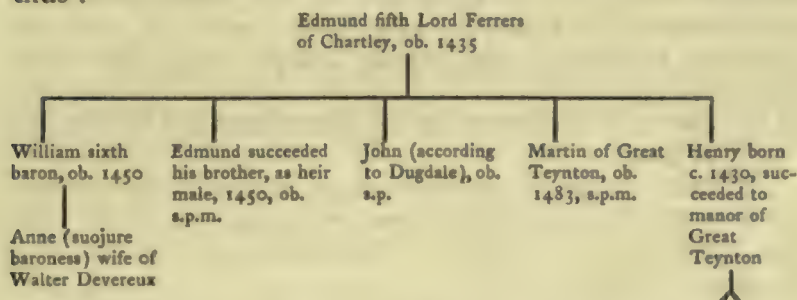 Edmund fifth Lord Ferrers
of Chartley, ob. 1435
William sixth
baron, ob. 1450
Anne (suojure
baroness) wife of
Walter Devereux
Edmund succeeded
his brother, as heir
male, 1450, ob.
s.p.m.
John (according
to Dugdale), ob.
s.p.
Martin of Great
Teynton, ob.
1483, s.p.m.
Henry born
c. 1430, suc-
ceeded to
manor of
Great
Teynton